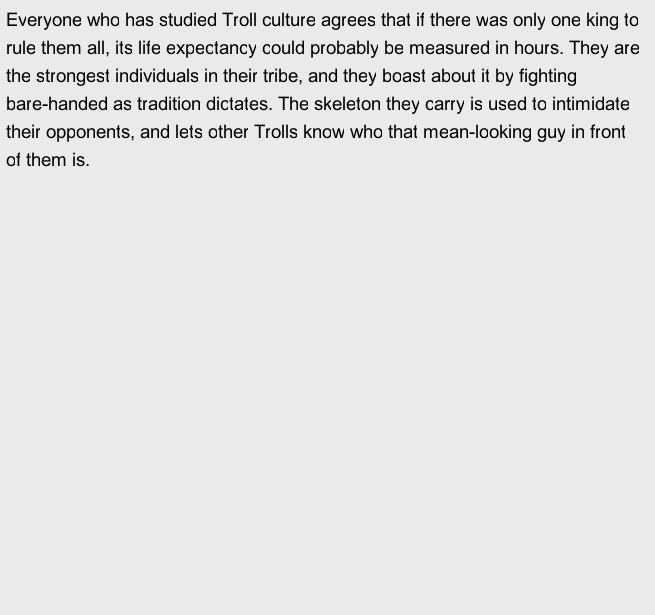 Everyone who has studied Troll culture agrees that if there was only one king to
rule them all, its life expectancy could probably be measured in hours. They are
the strongest individuals in their tribe, and they boast about it by fighting
bare-handed as tradition dictates. The skeleton they carry is used to intimidate
their opponents, and lets other Trolls know who that mean-looking guy in front
of them is.